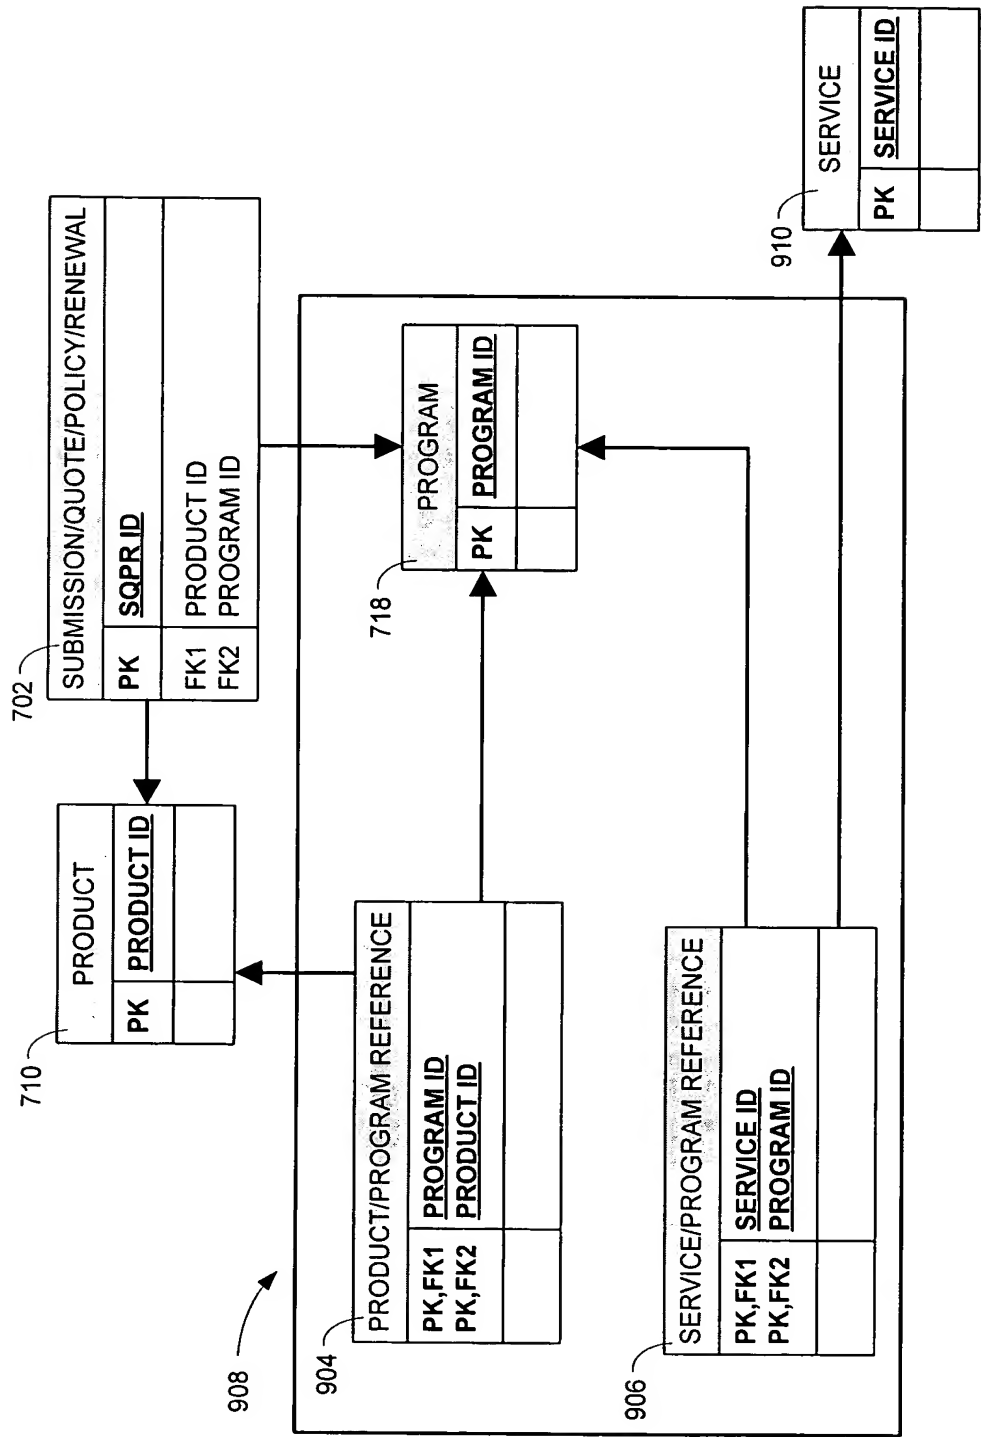 702
SUBMISSION/QUOTE/POLICY/RENEWAL
PK SQPR ID
FK1 PRODUCT ID
FK2 PROGRAM ID
710
PRODUCT
PK PRODUCT ID
908
904
PRODUCT/PROGRAM REFERENCE
PK,FK1 PROGRAM ID
PK,FK2 PRODUCT ID
718
PROGRAM
PK PROGRAM ID
906
SERVICE/PROGRAM REFERENCE
PK,FK1 SERVICE ID
PK,FK2 PROGRAM ID
910
SERVICE
PK SERVICE ID